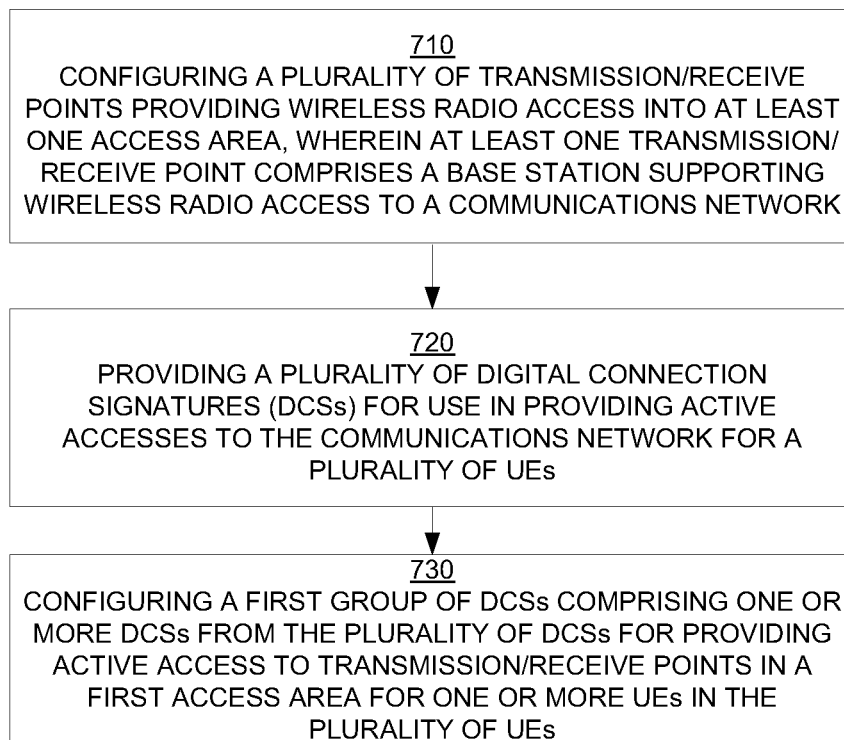 710
CONFIGURING A PLURALITY OF TRANSMISSION/RECEIVE
POINTS PROVIDING WIRELESS RADIO ACCESS INTO AT LEAST
ONE ACCESS AREA, WHEREIN AT LEAST ONE TRANSMISSION/
RECEIVE POINT COMPRISES A BASE STATION SUPPORTING
WIRELESS RADIO ACCESS TO A COMMUNICATIONS NETWORK
720
PROVIDING A PLURALITY OF DIGITAL CONNECTION
SIGNATURES (DCSs) FOR USE IN PROVIDING ACTIVE
ACCESSES TO THE COMMUNICATIONS NETWORK FOR A
PLURALITY OF UEs
730
CONFIGURING A FIRST GROUP OF DCSs COMPRISING ONE OR
MORE DCSs FROM THE PLURALITY OF DCSs FOR PROVIDING
ACTIVE ACCESS TO TRANSMISSION/RECEIVE POINTS IN A
FIRST ACCESS AREA FOR ONE OR MORE UEs IN THE
PLURALITY OF UEs